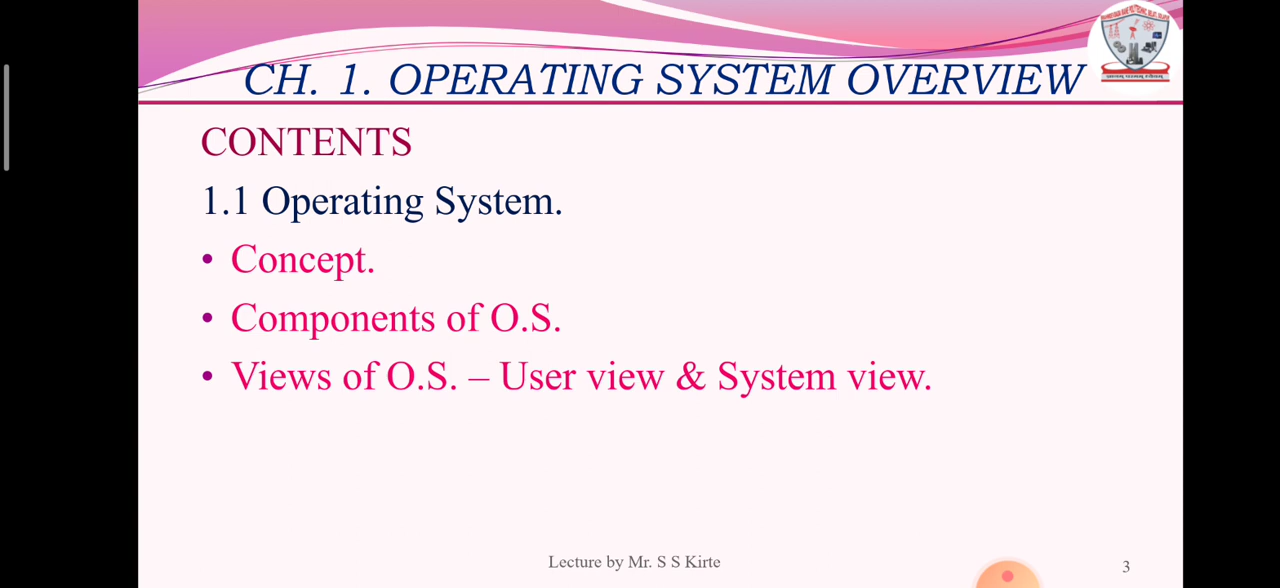 CH. 1. OPERATING SYSTEM OVERVIEW
CONTENTS
1.1 Operating System.
• Concept.
• Components of O.S.
• Views of O.S. – User view & System view.
Lecture by Mr. S S Kirte
3